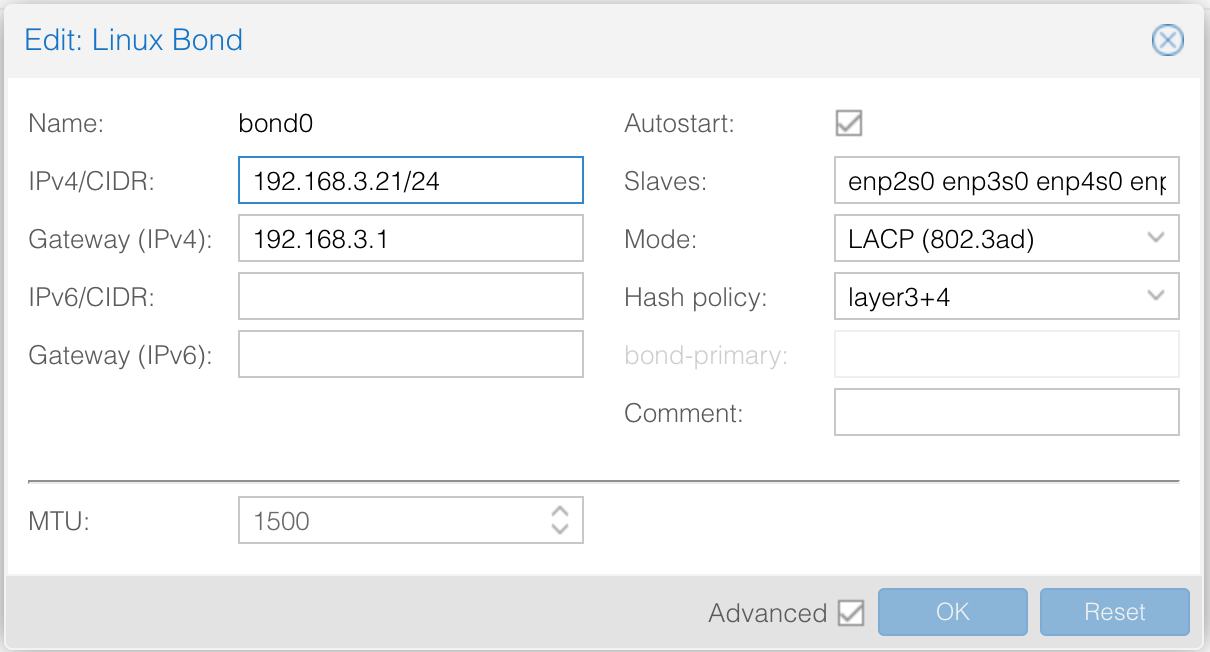 Edit: Linux Bond
Name: bond0
Autostart:
IPv4/CIDR: 192.168.3.21/24
Slaves: enp2s0 enp3s0 enp4s0 enp
Gateway (IPv4): 192.168.3.1
Mode: LACP (802.3ad)
IPv6/CIDR:
Hash policy: layer3+4
Gateway (IPv6):
bond-primary:
Comment:
MTU: 1500
Advanced
OK
Reset